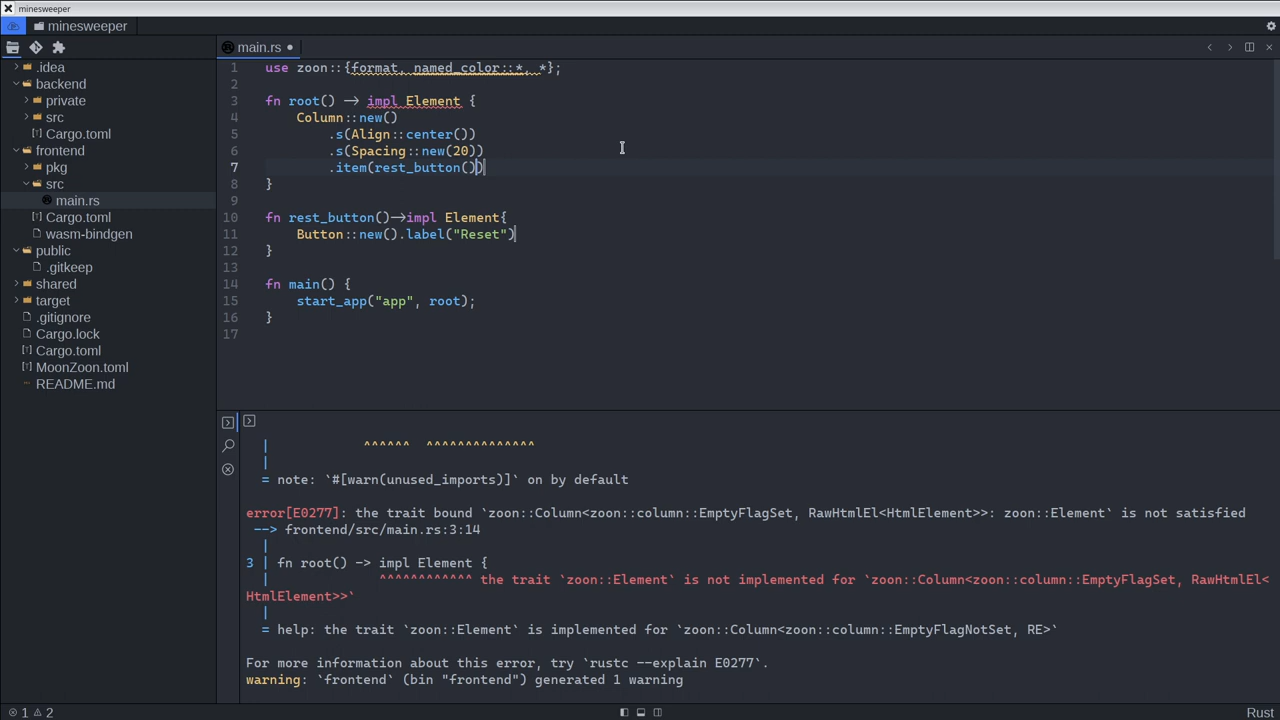 minesweeper
minesweeper
.idea
backend
private
src
Cargo.toml
frontend
pkg
src
main.rs
Cargo.toml
wasm-bindgen
public
.gitkeep
shared
target
.gitignore
Cargo.lock
Cargo.toml
MoonZoon.toml
README.md
main.rs
1 use zoon::{format, named_color::*, *};
2
3 fn root() -> impl Element {
4 Column::new()
5 .s(Align::center())
6 .s(Spacing::new(20))
7 .item(rest_button())
8 }
9
10 fn rest_button()->impl Element{
11 Button::new().label("Reset")
12 }
13
14 fn main() {
15 start_app("app", root);
16 }
17
| ^^^^^^ ^^^^^^^^^^^^^^
|
= note: `#[warn(unused_imports)]` on by default
error[E0277]: the trait bound `zoon::Column<zoon::column::EmptyFlagSet, RawHtmlEl<HtmlElement>>: zoon::Element` is not satisfied
--> frontend/src/main.rs:3:14
|
3 | fn root() -> impl Element {
| ^^^^^^^^^^^^ the trait `zoon::Element` is not implemented for `zoon::Column<zoon::column::EmptyFlagSet, RawHtmlEl<
HtmlElement>>`
|
= help: the trait `zoon::Element` is implemented for `zoon::Column<zoon::column::EmptyFlagNotSet, RE>`
For more information about this error, try `rustc --explain E0277`.
warning: `frontend` (bin "frontend") generated 1 warning
1 2
Rust